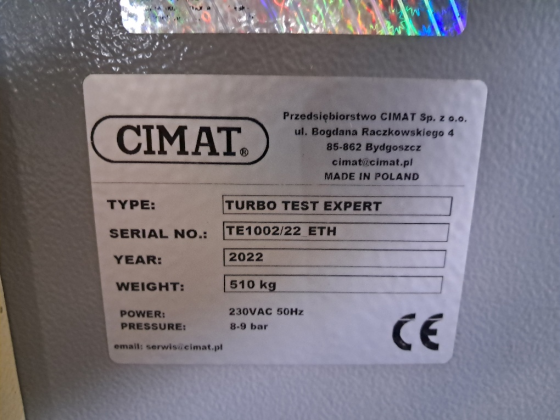 CIMAT®
Przedsiębiorstwo CIMAT Sp. z o.o.
ul. Bogdana Raczkowskiego 4
85-862 Bydgoszcz
cimat@cimat.pl
MADE IN POLAND
TYPE: TURBO TEST EXPERT
SERIAL NO.: TE1002/22_ETH
YEAR: 2022
WEIGHT: 510 kg
POWER: 230VAC 50Hz
PRESSURE: 8-9 bar
email: serwis@cimat.pl
CE